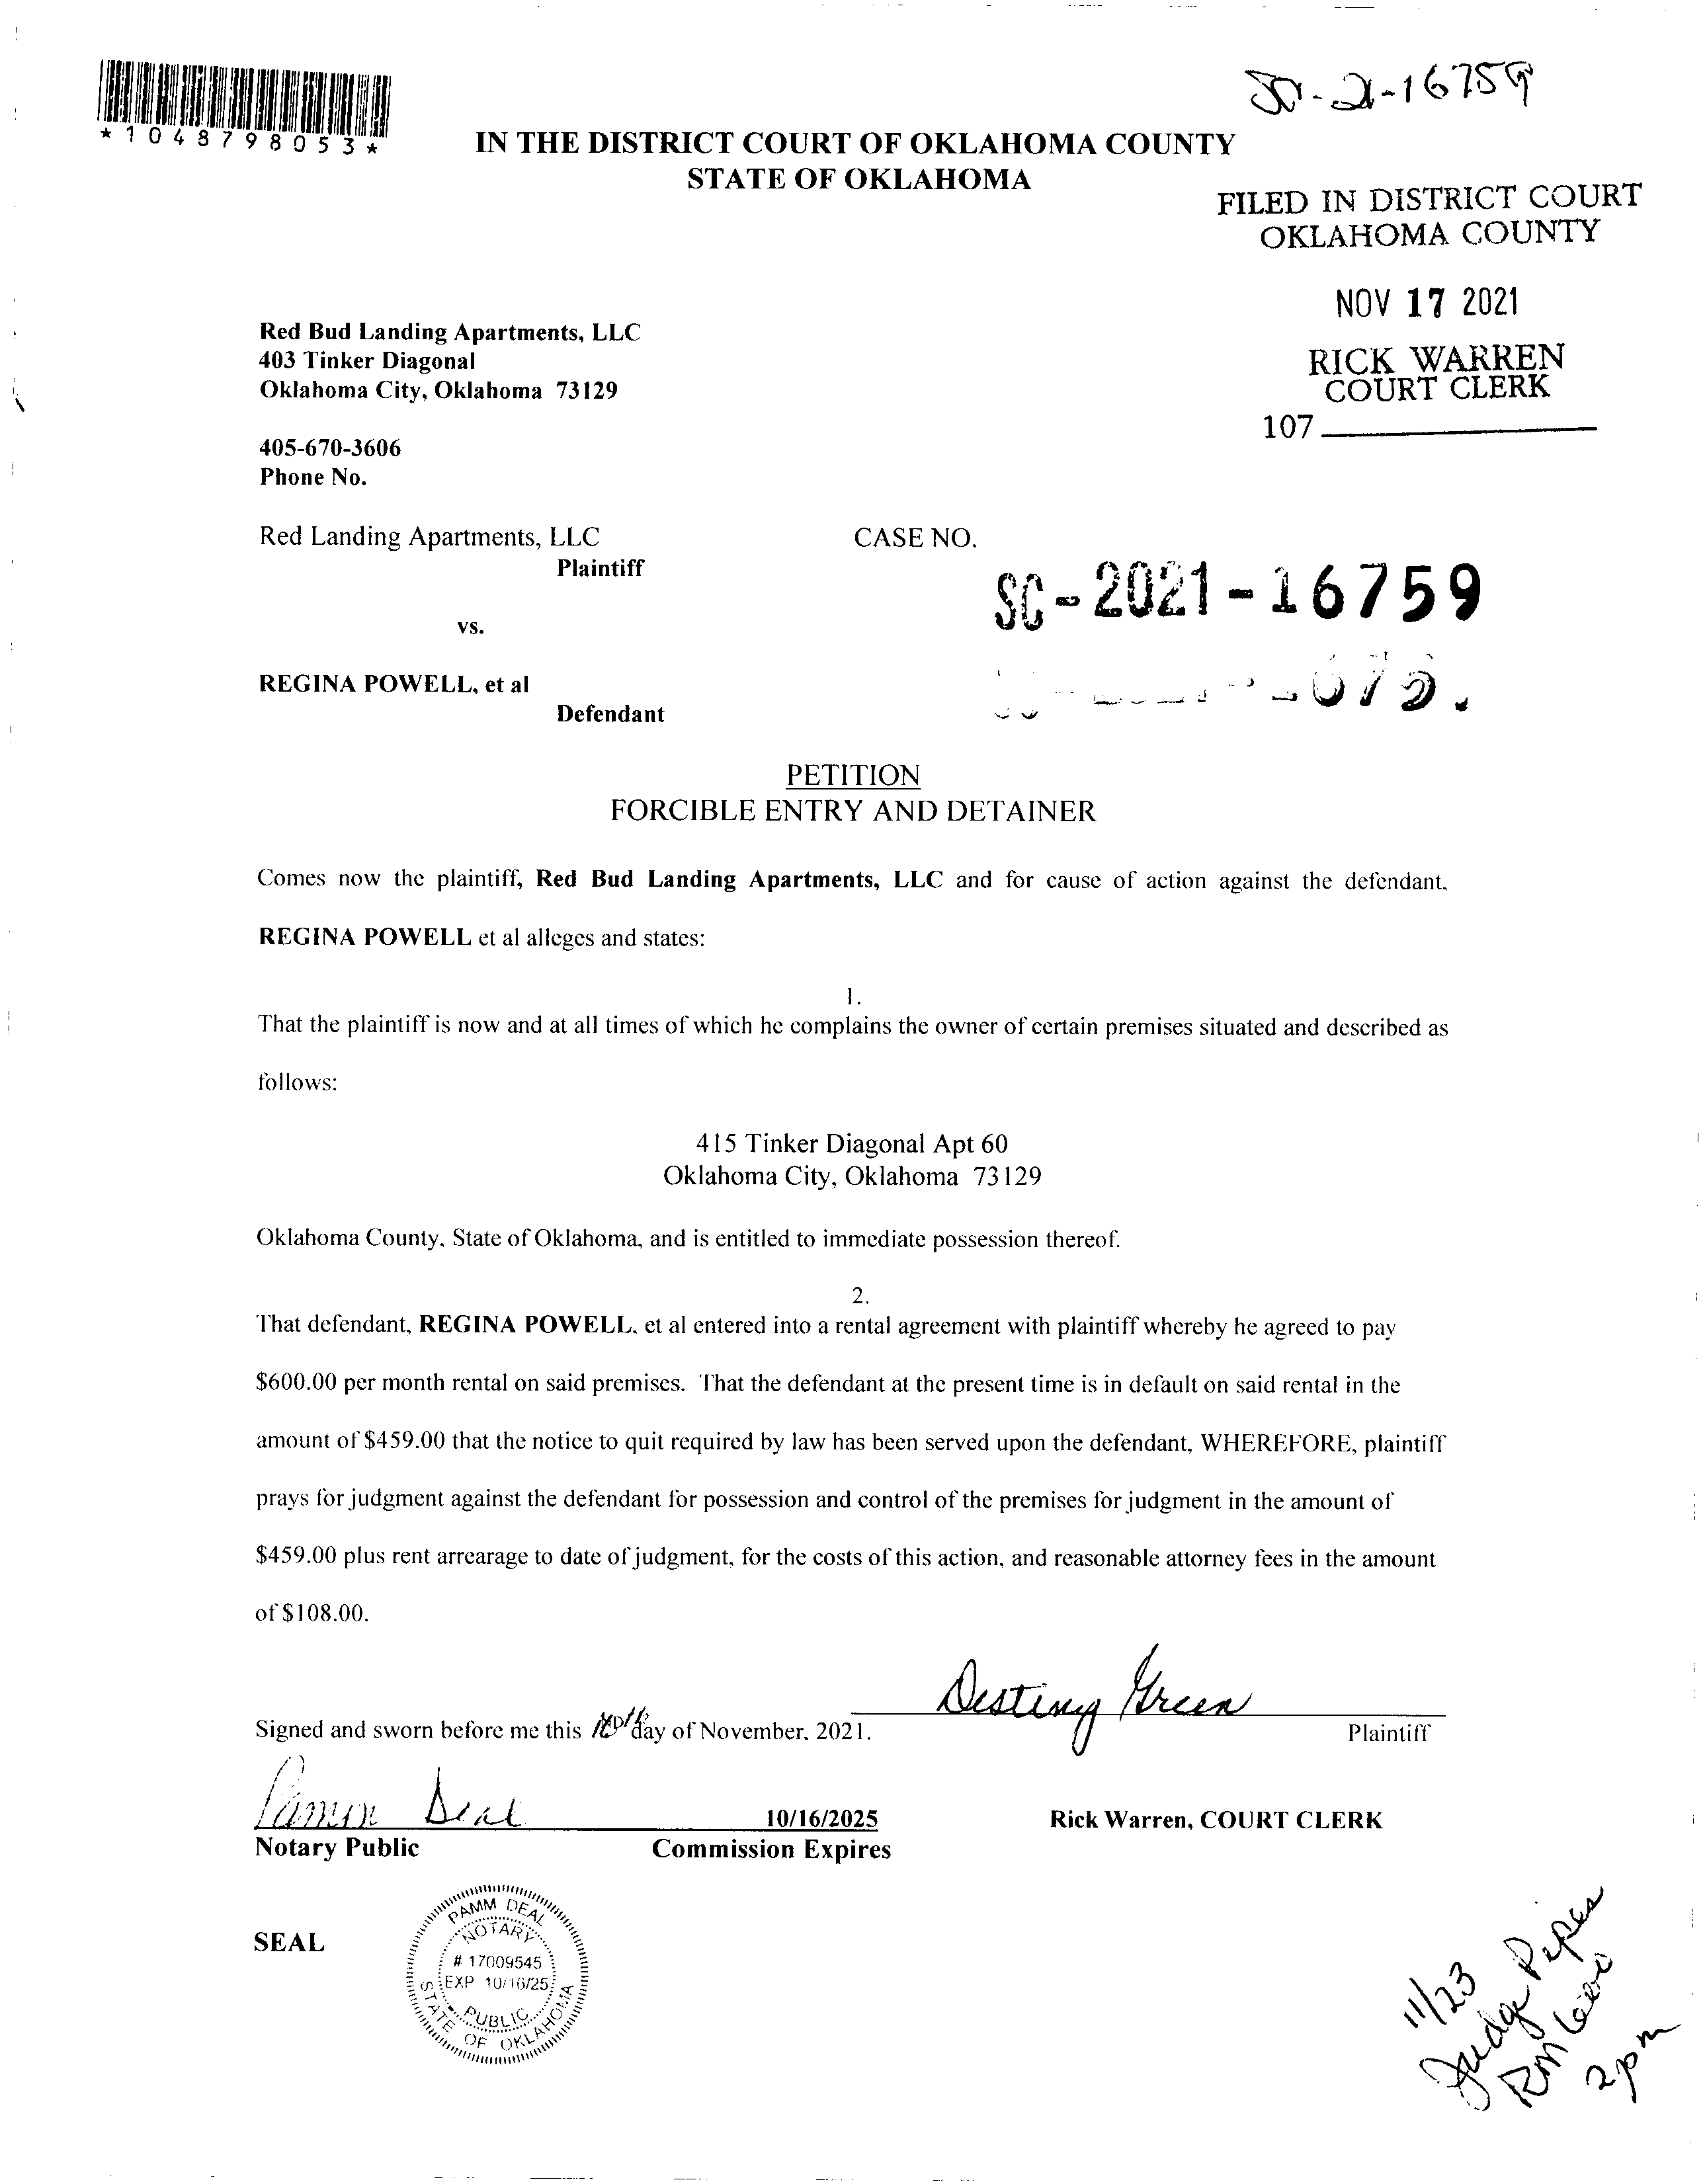 *1048798053*
SC-21-16759
IN THE DISTRICT COURT OF OKLAHOMA COUNTY
STATE OF OKLAHOMA
FILED IN DISTRICT COURT
OKLAHOMA COUNTY
NOV 17 2021
RICK WARREN
COURT CLERK
107
Red Bud Landing Apartments, LLC
403 Tinker Diagonal
Oklahoma City, Oklahoma 73129
405-670-3606
Phone No.
Red Landing Apartments, LLC
Plaintiff
CASE NO.
SC-2021-16759
vs.
REGINA POWELL, et al
Defendant
PETITION
FORCIBLE ENTRY AND DETAINER
Comes now the plaintiff, Red Bud Landing Apartments, LLC and for cause of action against the defendant.
REGINA POWELL et al alleges and states:
1.
That the plaintiff is now and at all times of which he complains the owner of certain premises situated and described as
follows:
415 Tinker Diagonal Apt 60
Oklahoma City, Oklahoma 73129
Oklahoma County, State of Oklahoma, and is entitled to immediate possession thereof.
2.
That defendant, REGINA POWELL, et al entered into a rental agreement with plaintiff whereby he agreed to pay
$600.00 per month rental on said premises. That the defendant at the present time is in default on said rental in the
amount of $459.00 that the notice to quit required by law has been served upon the defendant, WHEREFORE, plaintiff
prays for judgment against the defendant for possession and control of the premises for judgment in the amount of
$459.00 plus rent arrearage to date of judgment, for the costs of this action, and reasonable attorney fees in the amount
of $108.00.
Destiny Green
Signed and sworn before me this day of November, 2021.
Plaintiff
Pamm Deal
10/16/2025
Rick Warren, COURT CLERK
Notary Public
Commission Expires
SEAL
PAMM DEAL
NOTARY
# 17009545
EXP 10/16/25
PUBLIC
STATE OF OKLAHOMA
11/23
Judge Pipes
Rm
2pm